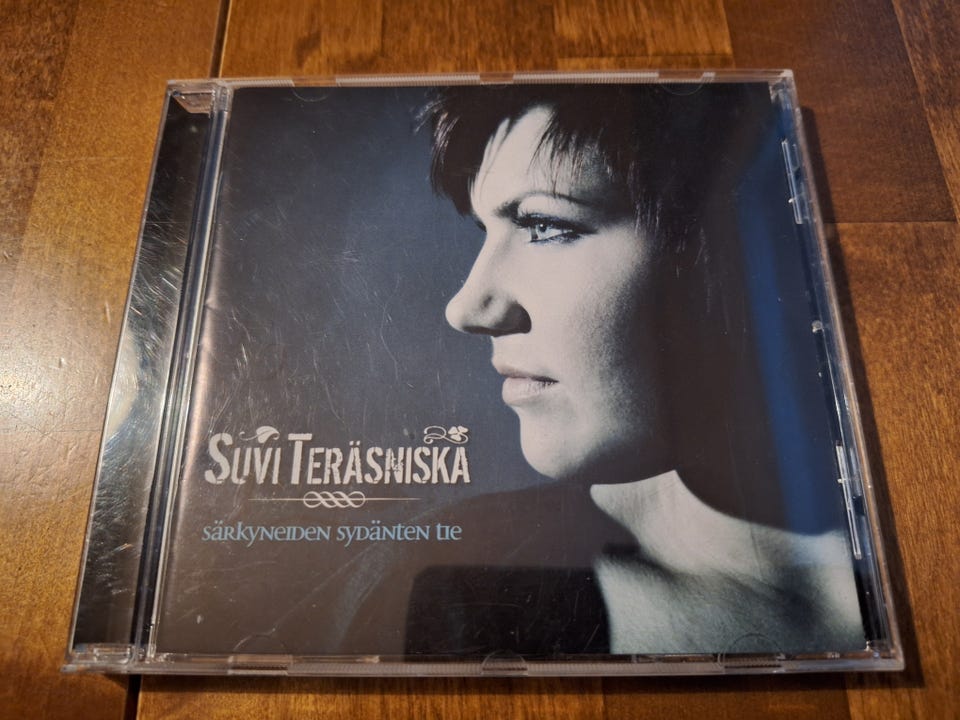 SUVI TERÄSNISKA
särkyneiden sydänten tie